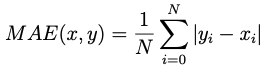 MAE(x, y) = \frac{1}{N} \sum_{i=0}^{N} |y_i - x_i|